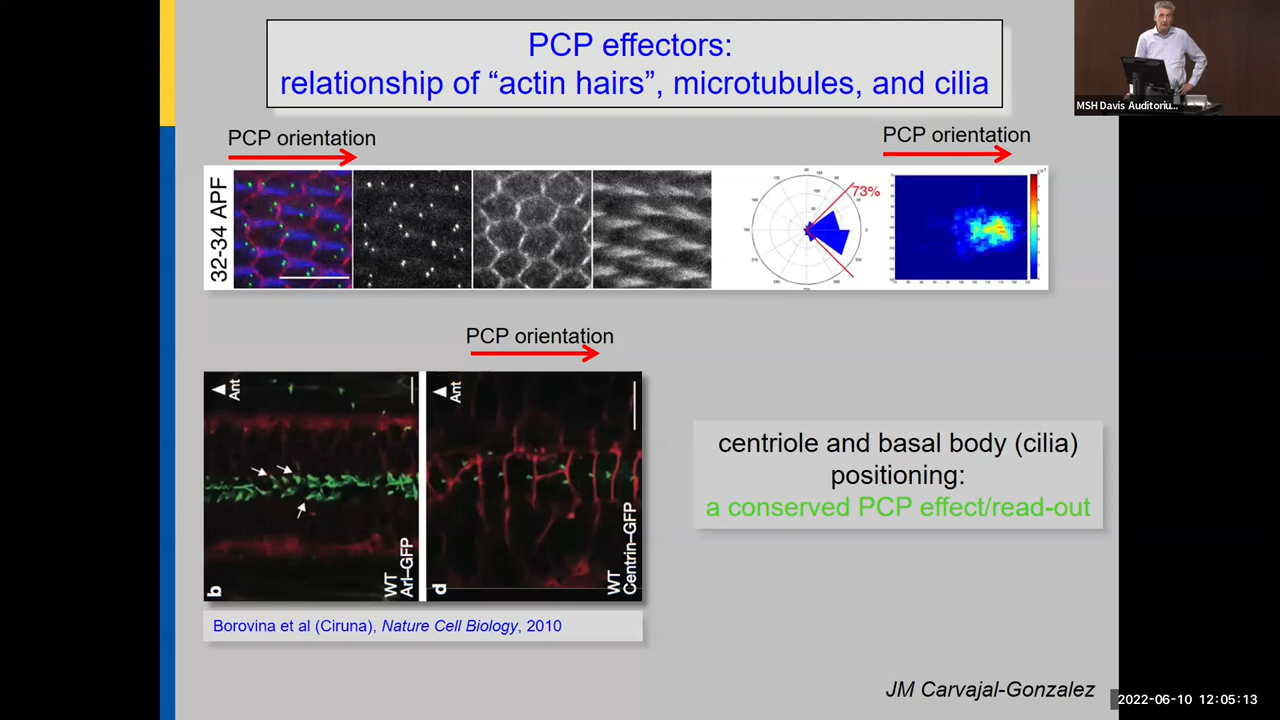 PCP effectors:
relationship of “actin hairs”, microtubules, and cilia
MSH Davis Auditoriu...
PCP orientation
PCP orientation
32-34 APF
73%
PCP orientation
Ant
b
WT
Arl–GFP
Ant
d
WT
Centrin–GFP
centriole and basal body (cilia)
positioning:
a conserved PCP effect/read-out
Borovina et al (Ciruna), Nature Cell Biology, 2010
JM Carvajal-Gonzalez
2022-06-10 12:05:13